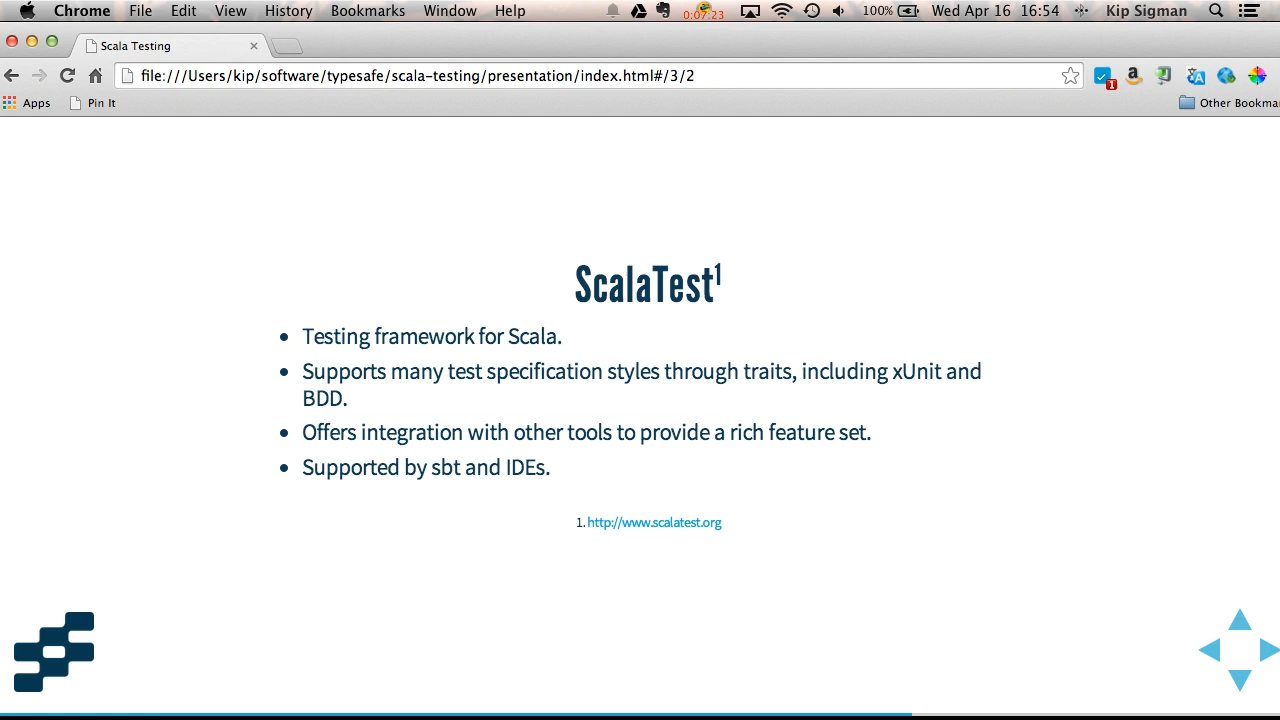 Chrome File Edit View History Bookmarks Window Help 0:07:23 100% Wed Apr 16 16:54 Kip Sigman
Scala Testing
file:///Users/kip/software/typesafe/scala-testing/presentation/index.html#/3/2
1
Apps Pin It Other Bookma
ScalaTest¹
• Testing framework for Scala.
• Supports many test specification styles through traits, including xUnit and
BDD.
• Offers integration with other tools to provide a rich feature set.
• Supported by sbt and IDEs.
1. http://www.scalatest.org